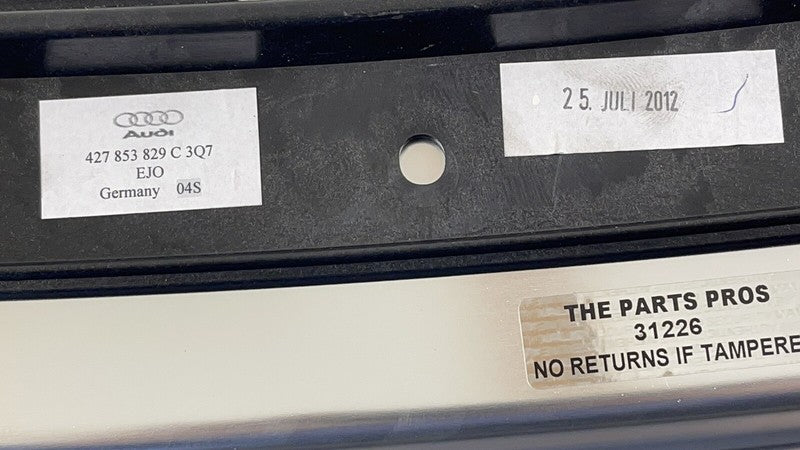 Audi
427 853 829 C 3Q7
EJO
Germany 04S
25. JULI 2012
THE PARTS PROS
31226
NO RETURNS IF TAMPERE